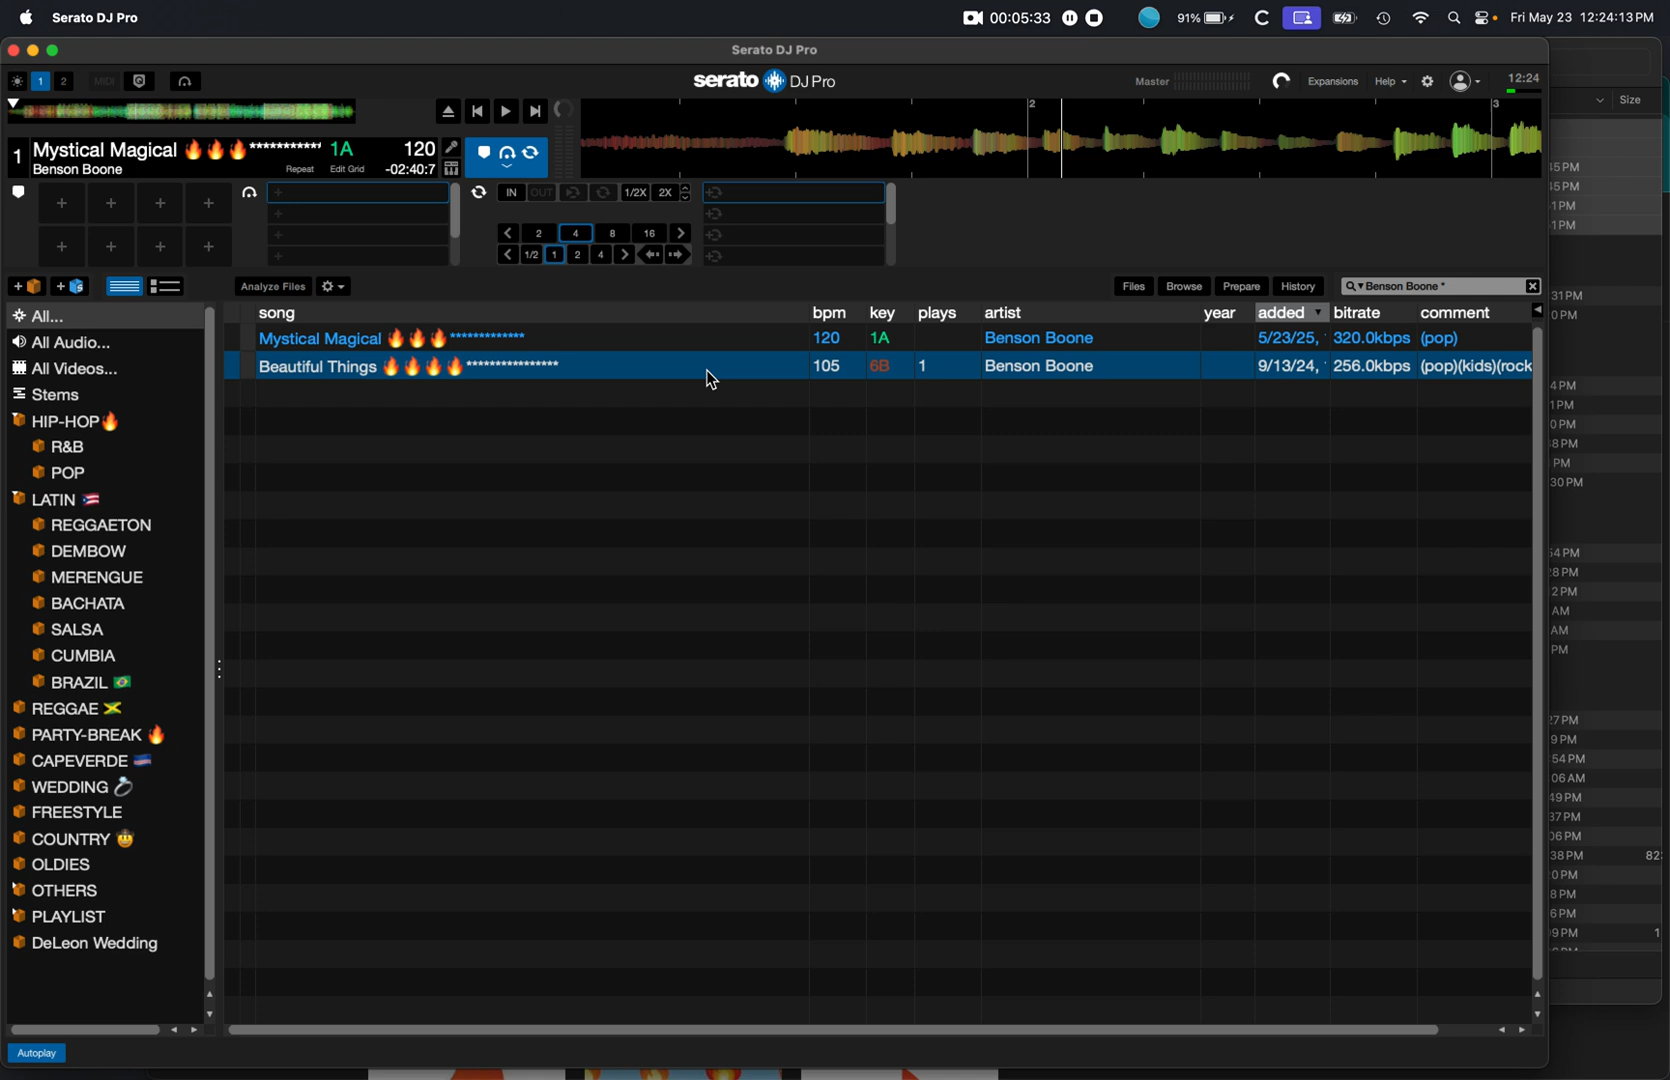 Serato DJ Pro
00:05:33
91%
Fri May 23 12:24:13 PM
Serato DJ Pro
1 2 MIDI
serato DJ Pro
Master
Expansions
Help
12:24
Size
2 3
1 Mystical Magical 🔥🔥🔥************* 1A 120
Benson Boone Repeat Edit Grid -02:40:7
IN OUT 1/2X 2X
2 4 8 16
1/2 1 2 4
Analyze Files
Files Browse Prepare History
Benson Boone *
song bpm key plays artist year added bitrate comment
Mystical Magical 🔥🔥🔥************* 120 1A Benson Boone 5/23/25, 320.0kbps (pop)
Beautiful Things 🔥🔥🔥🔥**************** 105 6B 1 Benson Boone 9/13/24, 256.0kbps (pop)(kids)(rock
All...
All Audio...
All Videos...
Stems
HIP-HOP🔥
R&B
POP
LATIN 🇵🇷
REGGAETON
DEMBOW
MERENGUE
BACHATA
SALSA
CUMBIA
BRAZIL 🇧🇷
REGGAE 🇯🇲
PARTY-BREAK 🔥
CAPEVERDE 🇨🇻
WEDDING 💍
FREESTYLE
COUNTRY 🤠
OLDIES
OTHERS
PLAYLIST
DeLeon Wedding
Autoplay